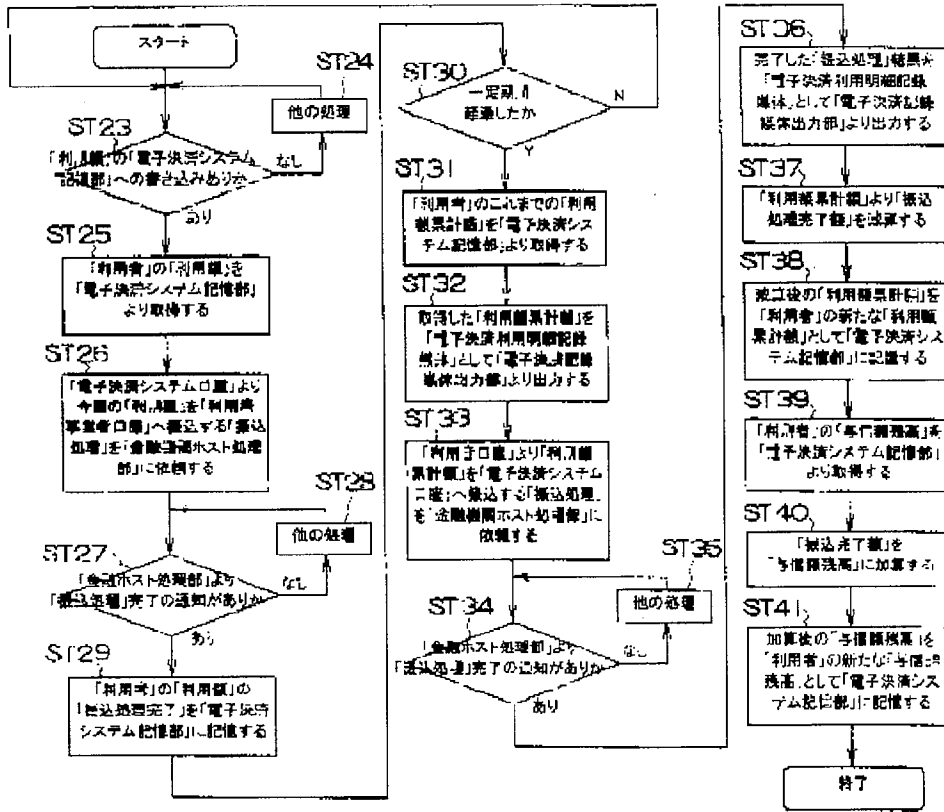 スタート
ST23
「利用額」の「電子決済システム
記憶部」への書き込みありか
なし
あり
ST24
他の処理
ST25
「利用者」の「利用額」を
「電子決済システム記憶部」
より取得する
ST26
「電子決済システム口座」より
今回の「利用額」を「利用済
事業者口座」へ振込する「振込
処理」を「金融機関ホスト処理
部」に依頼する
ST27
「金融ホスト処理部」より
「振込処理」完了の通知がありか
なし
あり
ST28
他の処理
ST29
「利用者」の「利用額」の
「振込処理完了」を「電子決済
システム記憶部」に記憶する
ST30
一定期間
経過したか
N
Y
ST31
「利用者」のこれまでの「利用
額累計額」を「電子決済シス
テム記憶部」より取得する
ST32
取得した「利用額累計額」を
「電子決済利用明細記録
媒体」として「電子決済記録
媒体出力部」より出力する
ST33
「利用者口座」より「利用額
累計額」を「電子決済システム
口座」へ振込する「振込処理」
を「金融機関ホスト処理部」に
依頼する
ST34
「金融ホスト処理部」より
「振込処理」完了の通知がありか
なし
あり
ST35
他の処理
ST36
完了した「振込処理」結果を
「電子決済利用明細記録
媒体」として「電子決済記録
媒体出力部」より出力する
ST37
「利用額累計額」より「振込
処理完了額」を減算する
ST38
減算後の「利用額累計額」を
「利用者」の新たな「利用額
累計額」として「電子決済シス
テム記憶部」に記憶する
ST39
「利用者」の「与信額残高」を
「電子決済システム記憶部」
より取得する
ST40
「振込完了額」を
「与信額残高」に加算する
ST41
加算後の「与信額残高」を
「利用者」の新たな「与信額
残高」として「電子決済シス
テム記憶部」に記憶する
終了